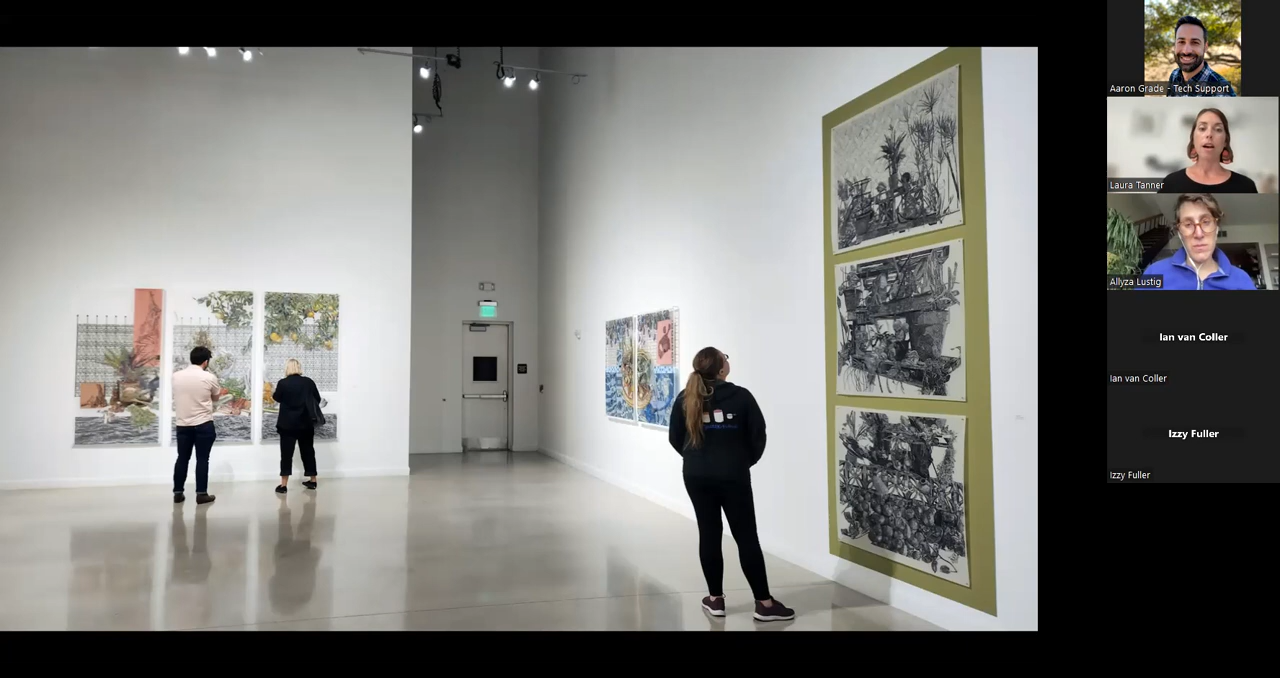 Aaron Grade - Tech Support
Laura Tanner
Allyza Lustig
Ian van Coller
Ian van Coller
Izzy Fuller
Izzy Fuller